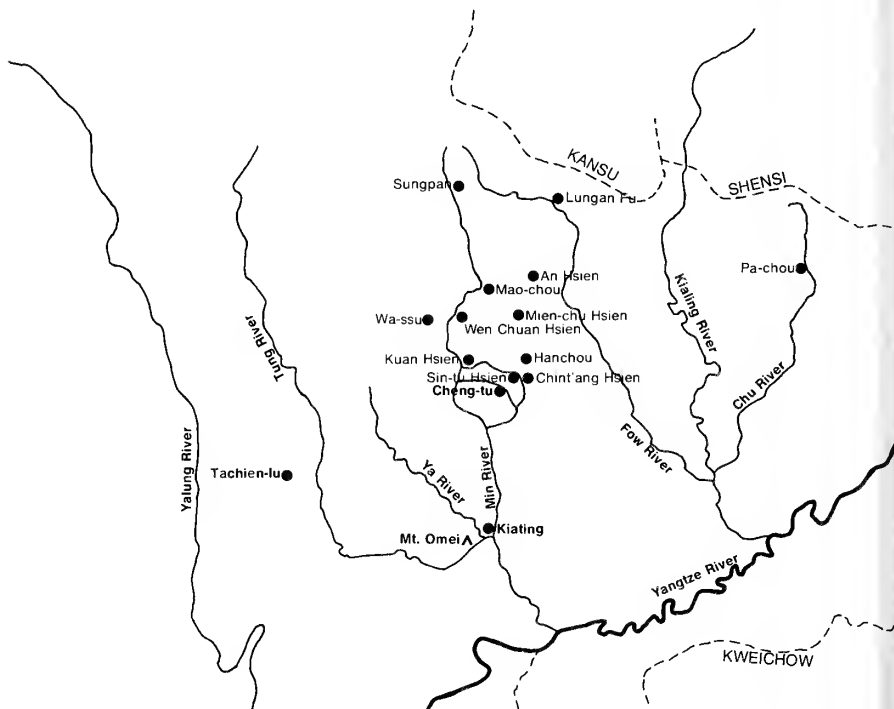 KANSU
SHENSI
Sungpan
Lungan Fu
Pa-chou
An Hsien
Mao-chou
Kialing River
Wa-ssu
Mien-chu Hsien
Wen Chuan Hsien
Tung River
Kuan Hsien
Hanchou
Sin-tu Hsien
Chint'ang Hsien
Cheng-tu
Chu River
Fow River
Yalung River
Tachien-lu
Ya River
Min River
Mt. Omei
Kiating
Yangtze River
KWEICHOW